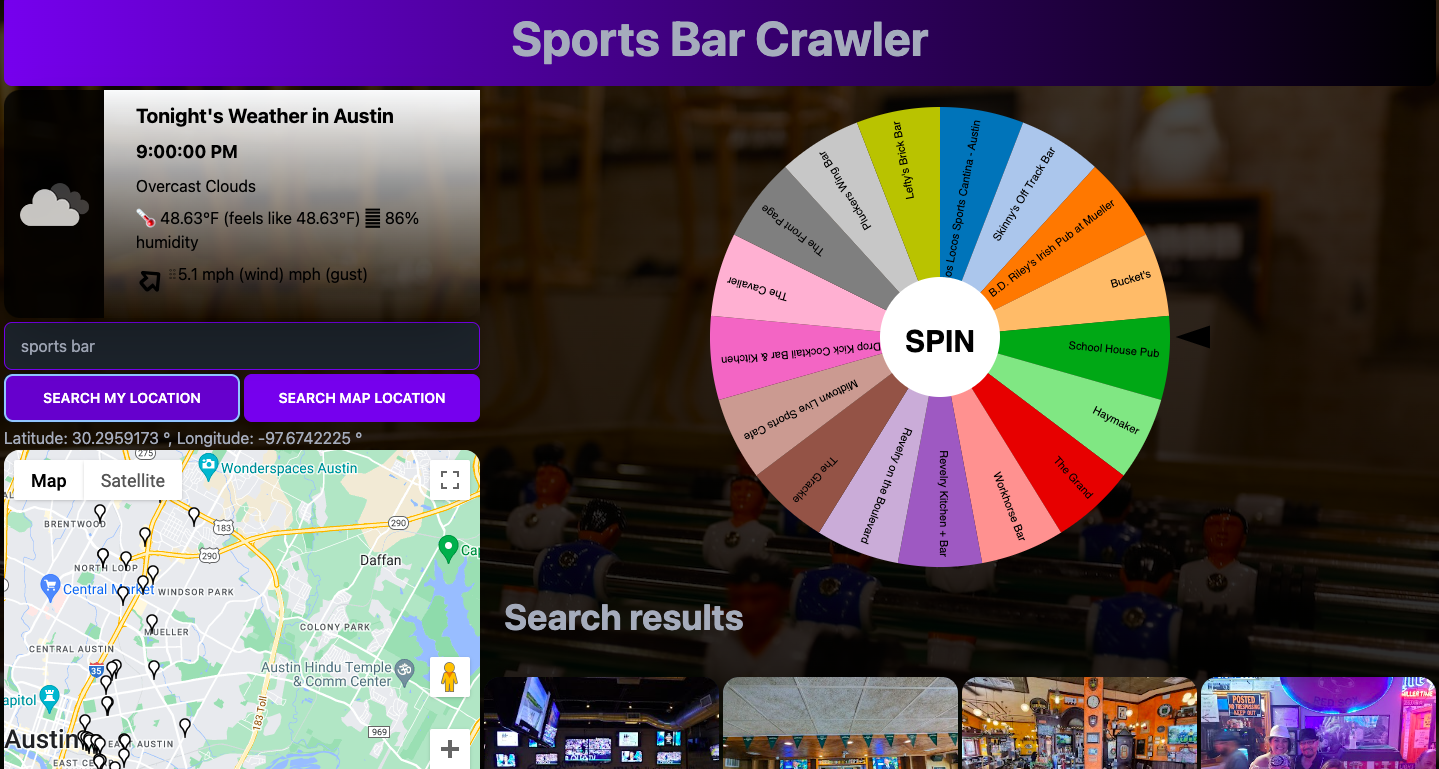 Sports Bar Crawler
Tonight's Weather in Austin
9:00:00 PM
Overcast Clouds
🌡️ 48.63°F (feels like 48.63°F) 86%
humidity
5.1 mph (wind) mph (gust)
sports bar
SEARCH MY LOCATION
SEARCH MAP LOCATION
Latitude: 30.2959173 °, Longitude: -97.6742225 °
Map
Satellite
275
Wonderspaces Austin
183
290
BRENTWOOD
290
Daffan
NORTH LOOP
Central Market
WINDSOR PARK
MUELLER
COLONY PARK
CENTRAL AUSTIN
35
Austin Hindu Temple
& Comm Center
apitol
183 Toll
969
Austin
EAST AUSTIN
Lefty's Brick Bar
os Locos Sports Cantina - Austin
Skinny's Off Track Bar
B.D. Riley's Irish Pub at Mueller
Bucket's
School House Pub
Haymaker
The Grand
Workhorse Bar
Revelry Kitchen + Bar
Revelry on the Boulevard
The Grackle
Midtown Live Sports Cafe
Drop Kick Cocktail Bar & Kitchen
The Cavalier
The Front Page
Pluckers Wing Bar
SPIN
Search results
POSTED
KEEP OUT